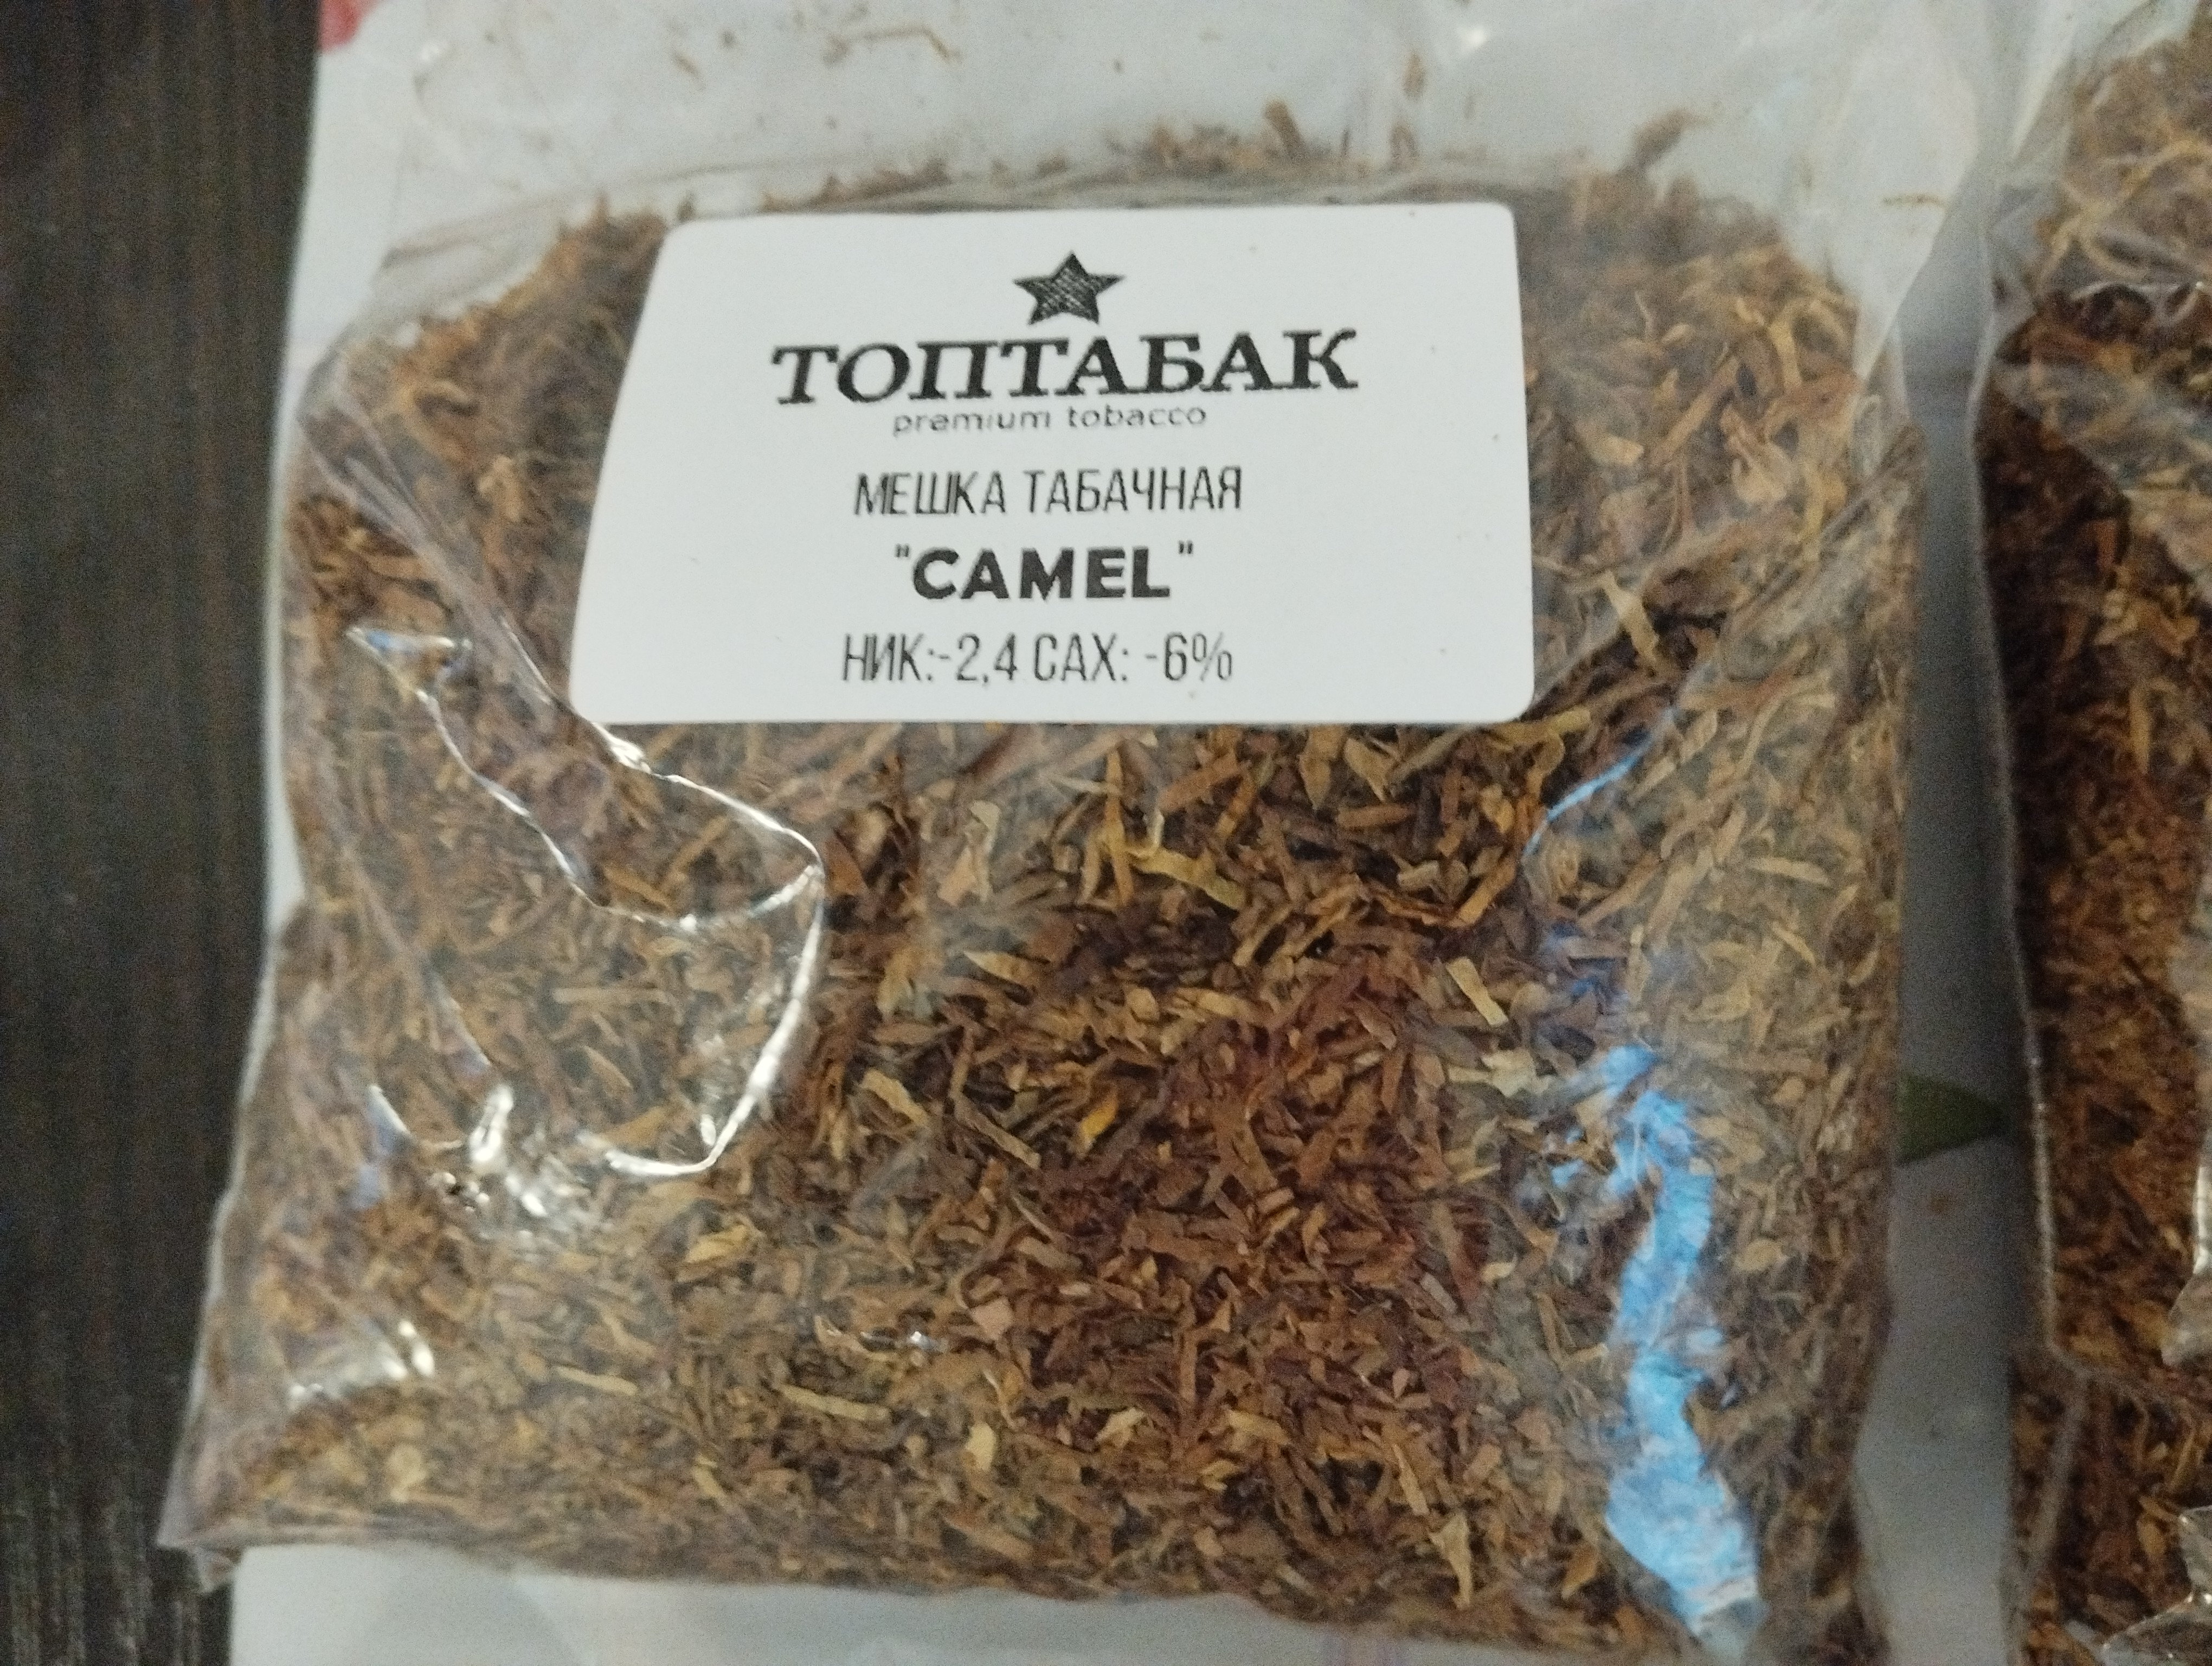 ТОПТАБАК
premium tobacco
МЕШКА ТАБАЧНАЯ
"CAMEL"
НИК:-2,4 САХ: -6%